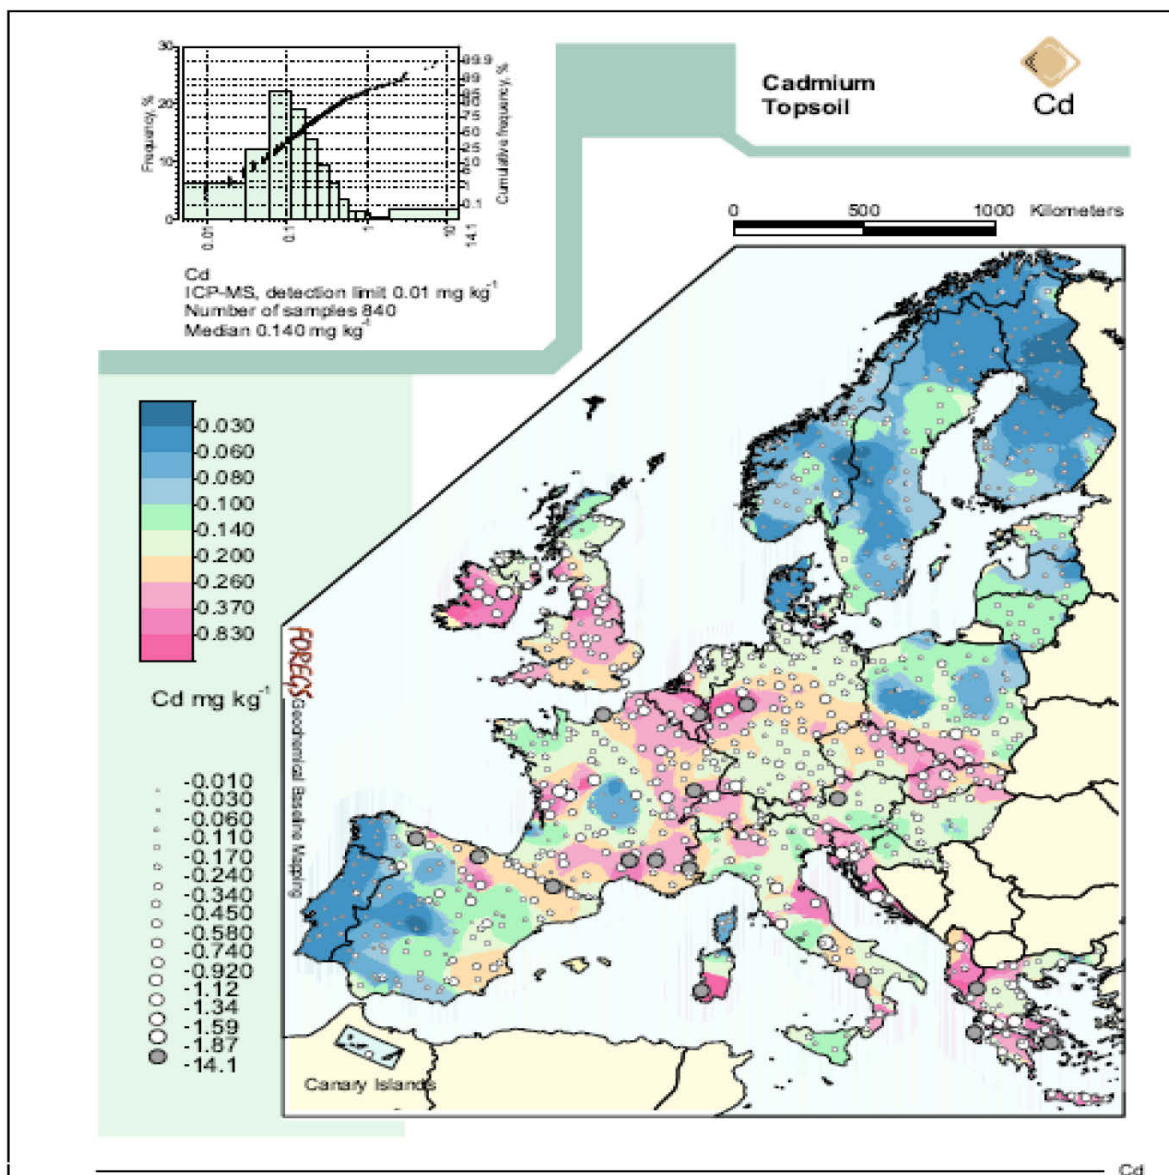 30
20
10
0
Frequency, %
99.9
99
Cumulative frequency, %
75
25
1
0.1
0.01
0.1
1
10
14.1
Cd
ICP-MS, detection limit 0.01 mg kg-1
Number of samples 840
Median 0.140 mg kg-1
Cadmium
Topsoil
Cd
0 500 1000 Kilometers
0.030
0.060
0.080
0.100
0.140
0.200
0.260
0.370
0.830
Cd mg kg-1
-0.010
-0.030
-0.060
-0.110
-0.170
-0.240
-0.340
-0.450
-0.580
-0.740
-0.920
-1.12
-1.34
-1.59
-1.87
-14.1
FOREGS Geochemical Baseline Mapping
Canary Islands
Cd